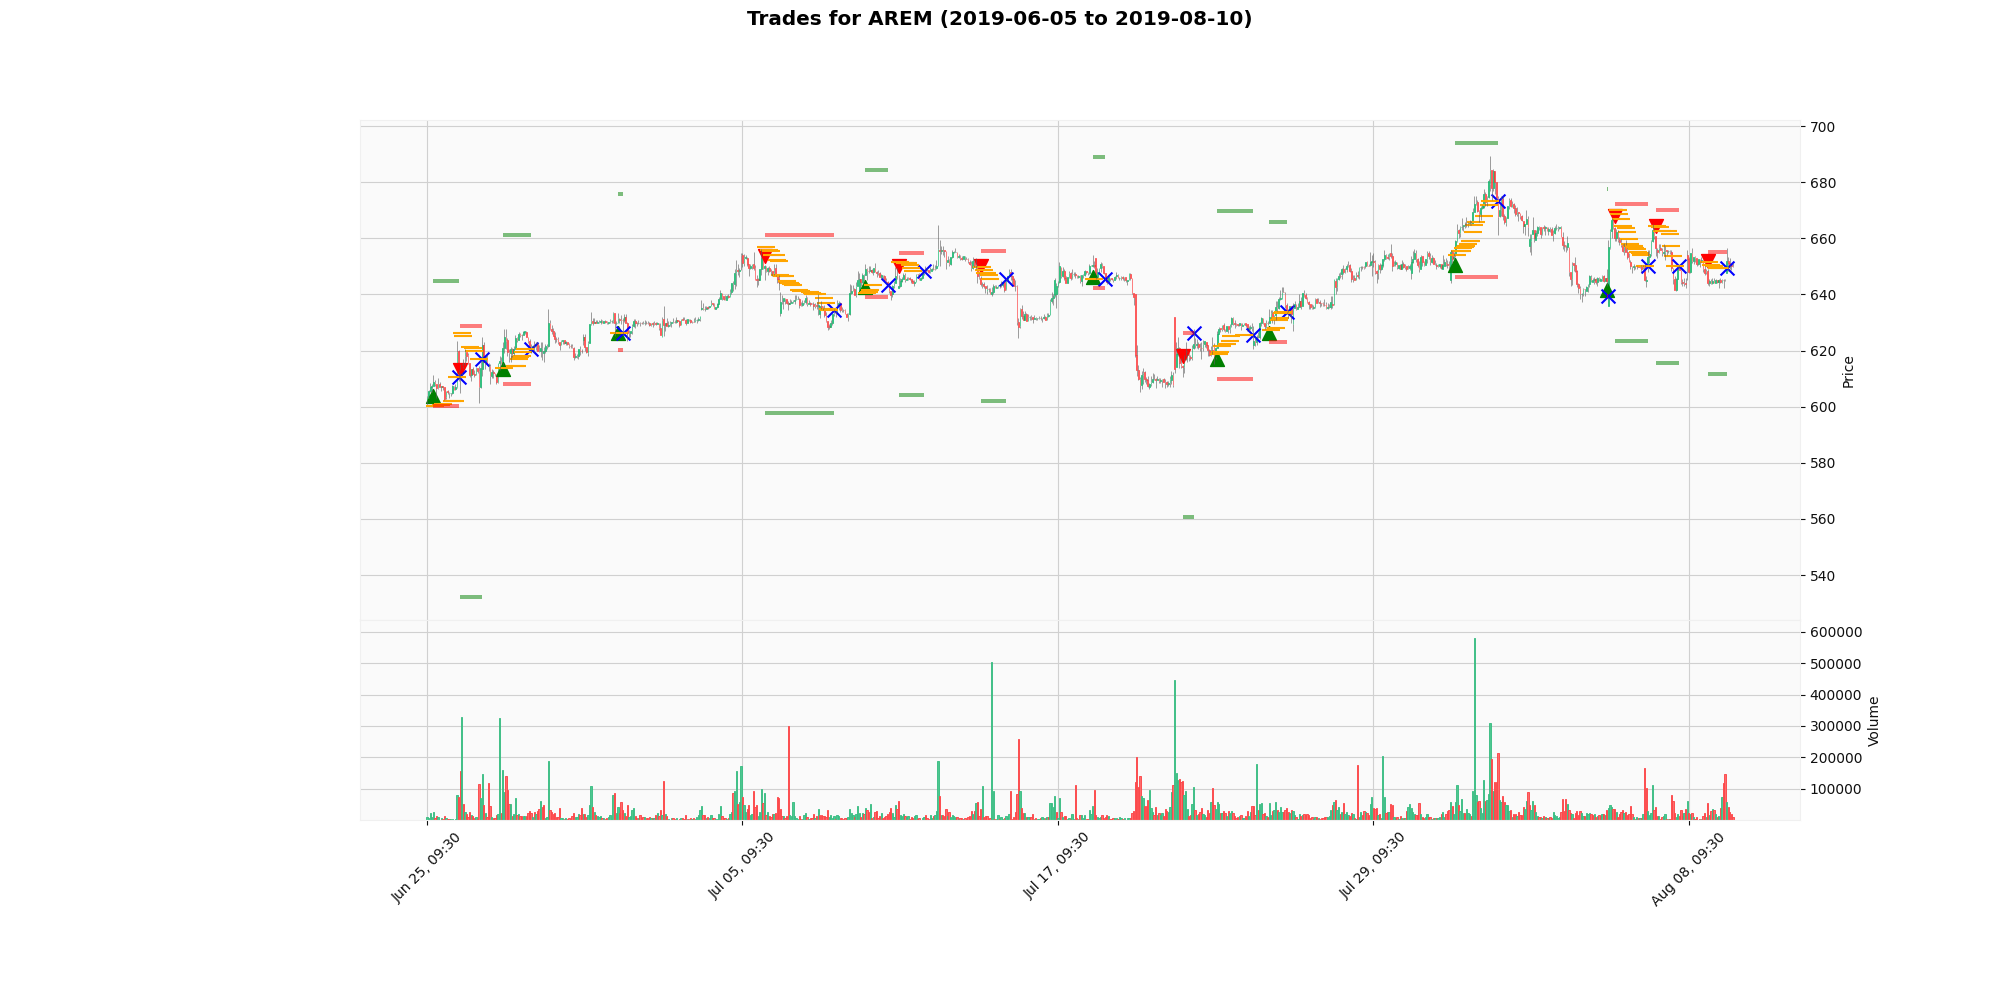 Trades for AREM (2019-06-05 to 2019-08-10)
700
680
660
640
620
600
580
560
540
Price
600000
500000
400000
300000
200000
100000
Volume
Jun 25, 09:30
Jul 05, 09:30
Jul 17, 09:30
Jul 29, 09:30
Aug 08, 09:30